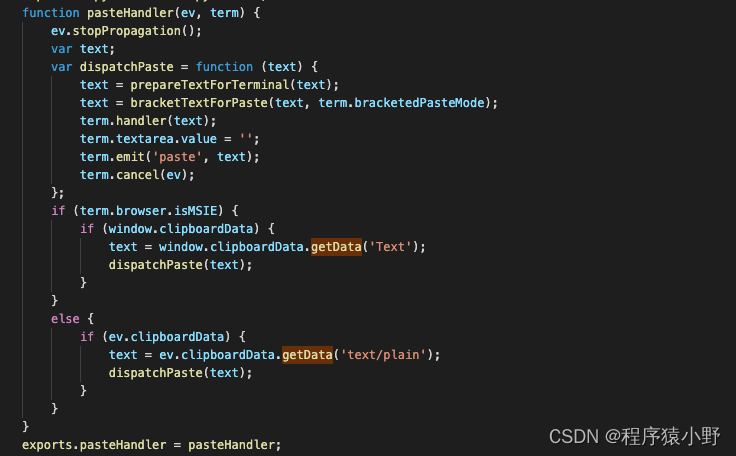 function pasteHandler(ev, term) {
    ev.stopPropagation();
    var text;
    var dispatchPaste = function (text) {
        text = prepareTextForTerminal(text);
        text = bracketTextForPaste(text, term.bracketedPasteMode);
        term.handler(text);
        term.textarea.value = '';
        term.emit('paste', text);
        term.cancel(ev);
    };
    if (term.browser.isMSIE) {
        if (window.clipboardData) {
            text = window.clipboardData.getData('Text');
            dispatchPaste(text);
        }
    }
    else {
        if (ev.clipboardData) {
            text = ev.clipboardData.getData('text/plain');
            dispatchPaste(text);
        }
    }
}
exports.pasteHandler = pasteHandler;
CSDN @程序猿小野